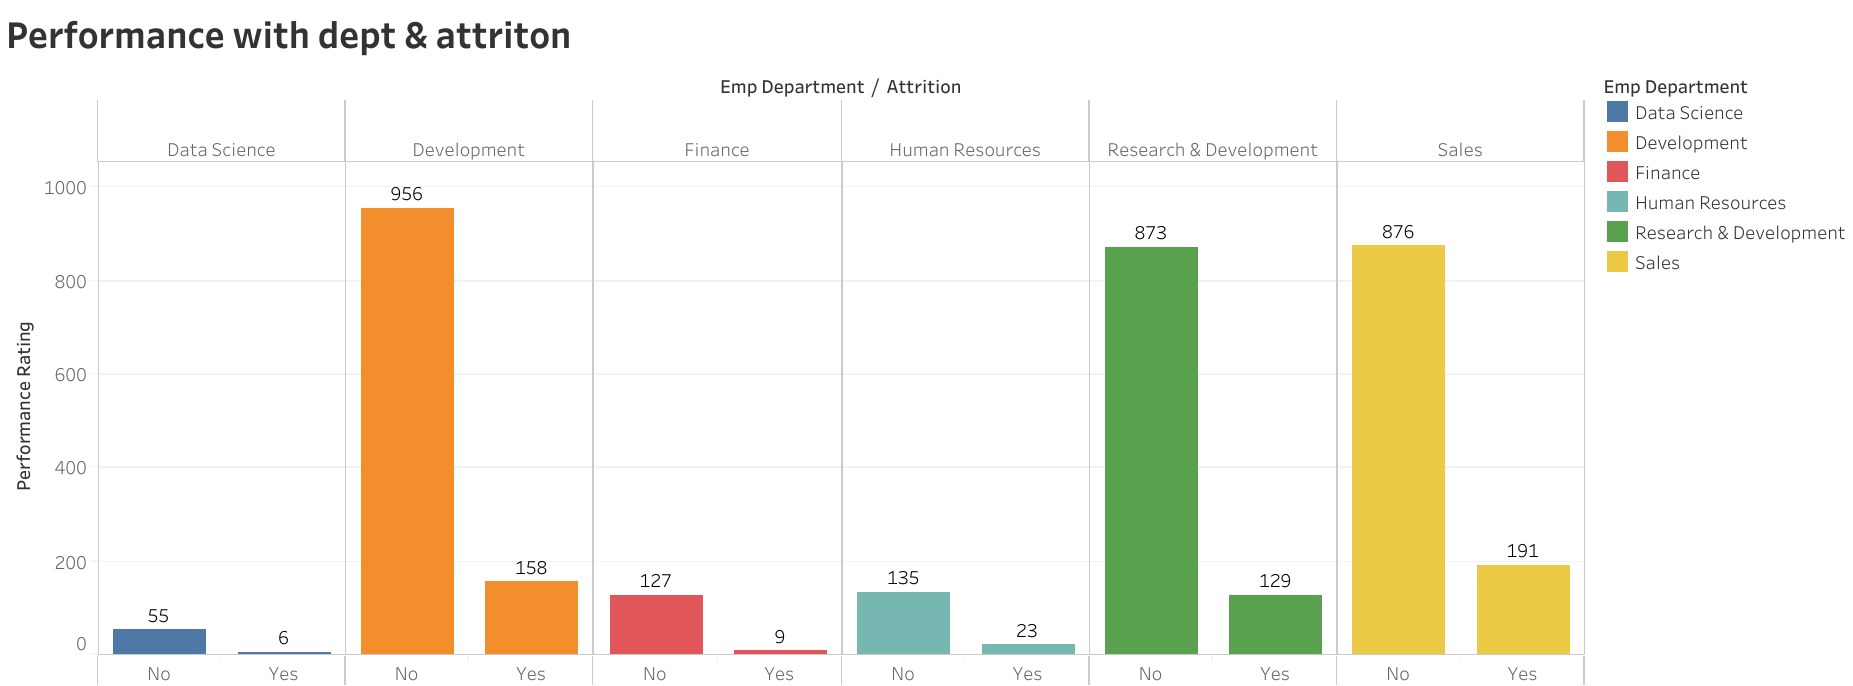 Performance with dept & attriton
Emp Department / Attrition
Data Science
Development
Finance
Human Resources
Research & Development
Sales
Performance Rating
1000
800
600
400
200
0
55
6
956
158
127
9
135
23
873
129
876
191
No
Yes
No
Yes
No
Yes
No
Yes
No
Yes
No
Yes
Emp Department
Data Science
Development
Finance
Human Resources
Research & Development
Sales